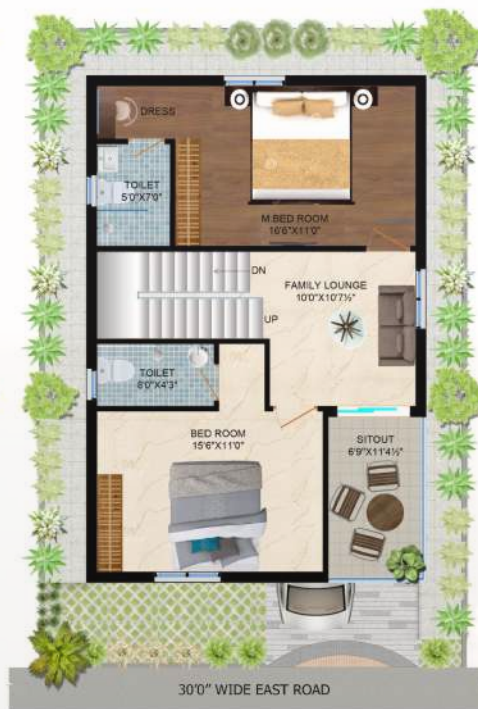 DRESS
TOILET
5'0"X7'0"
M.BED ROOM
16'6"X11'0"
DN
FAMILY LOUNGE
10'0"X10'7½"
UP
TOILET
8'0"X4'3"
BED ROOM
15'6"X11'0"
SITOUT
6'9"X11'4½"
30'0" WIDE EAST ROAD